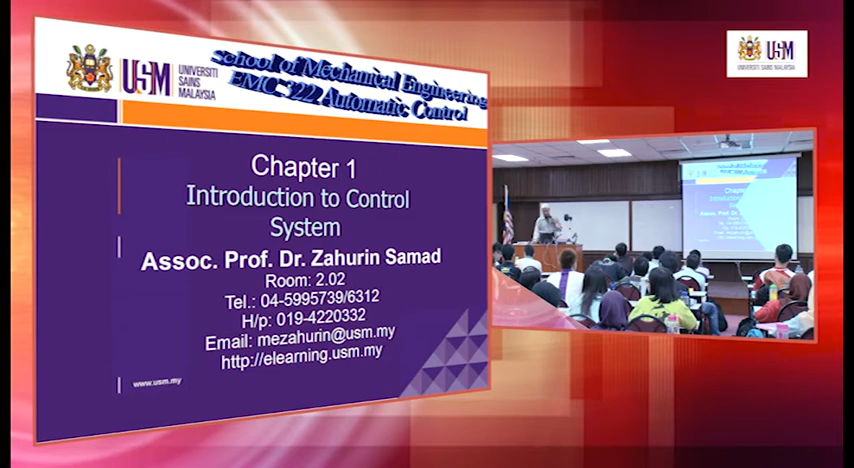 USM
UNIVERSITI
SAINS
MALAYSIA
School of Mechanical Engineering
EMC 322 Automatic Control
Chapter 1
Introduction to Control
System
Assoc. Prof. Dr. Zahurin Samad
Room: 2.02
Tel.: 04-5995739/6312
H/p: 019-4220332
Email: mezahurin@usm.my
http://elearning.usm.my
www.usm.my
USM
UNIVERSITI SAINS MALAYSIA